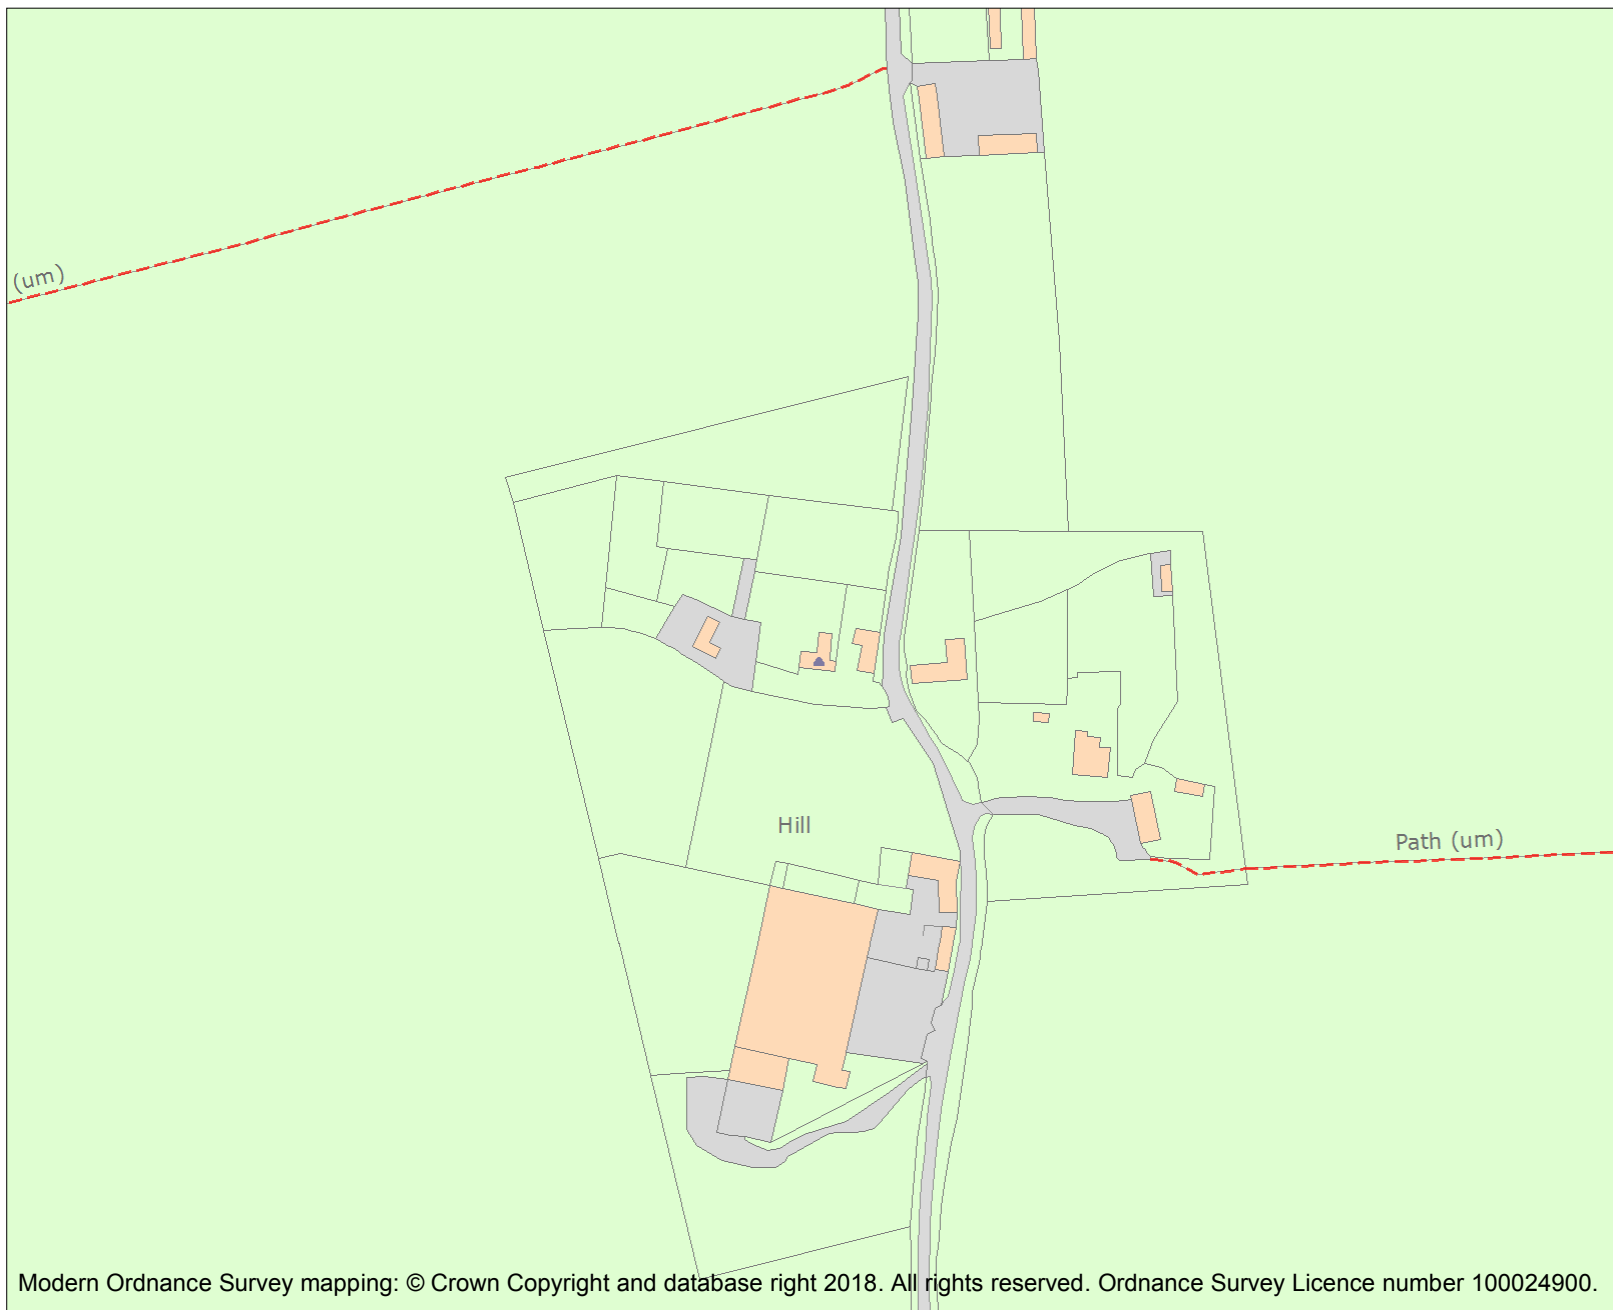 (um)
Hill
Path (um)
Modern Ordnance Survey mapping: © Crown Copyright and database right 2018. All rights reserved. Ordnance Survey Licence number 100024900.